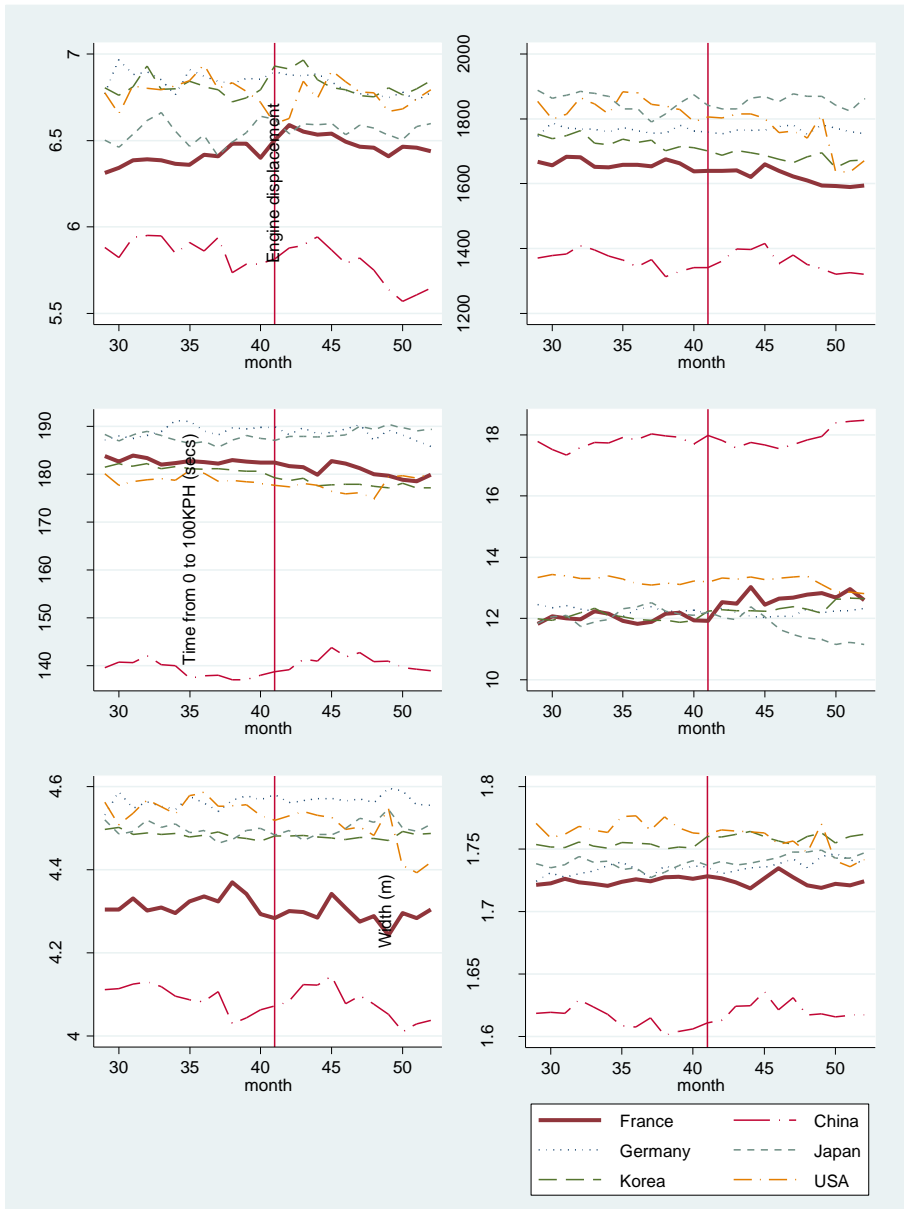 7
6.5
6
5.5
30 35 40 45 50
month
Engine displacement
2000
1800
1600
1400
1200
30 35 40 45 50
month
190
180
170
160
150
140
30 35 40 45 50
month
Time from 0 to 100KPH (secs)
18
16
14
12
10
30 35 40 45 50
month
4.6
4.4
4.2
4
30 35 40 45 50
month
Width (m)
1.8
1.75
1.7
1.65
1.6
30 35 40 45 50
month
France China
Germany Japan
Korea USA